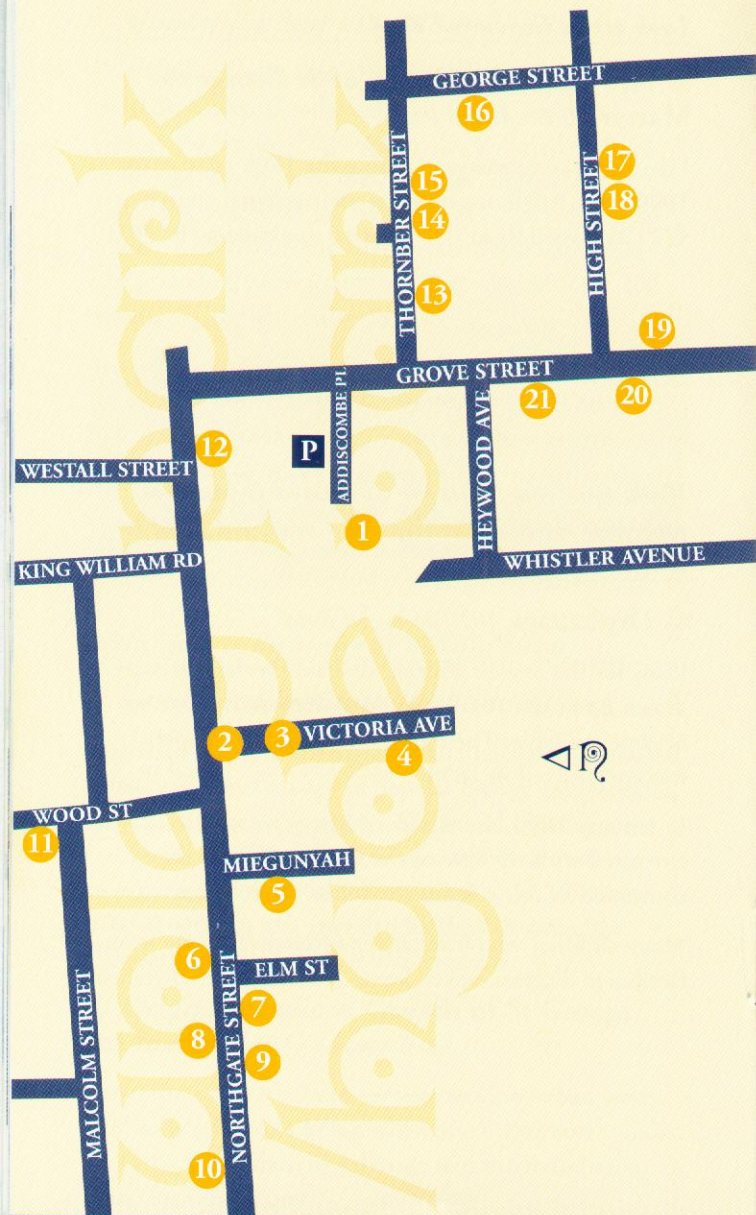 GEORGE STREET
16
THORNBER STREET
15
14
13
HIGH STREET
17
18
19
GROVE STREET
21
20
ADDISCOMBE PL
P
HEYWOOD AVE
12
WESTALL STREET
1
KING WILLIAM RD
WHISTLER AVENUE
2
3
VICTORIA AVE
4
WOOD ST
11
MIEGUNYAH
5
6
ELM ST
7
8
9
NORTHGATE STREET
MALCOLM STREET
10